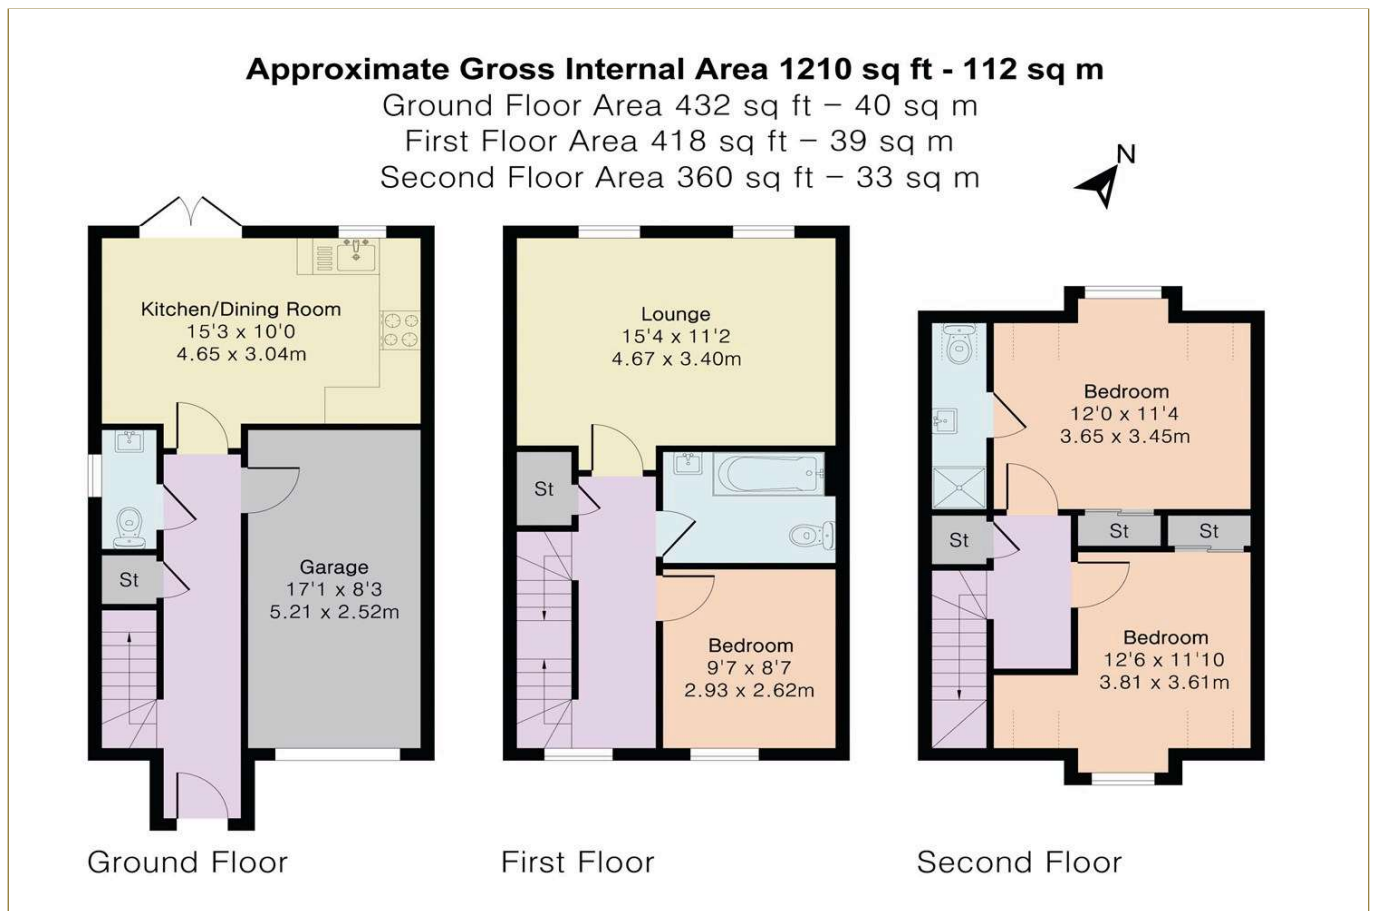 Approximate Gross Internal Area 1210 sq ft - 112 sq m
Ground Floor Area 432 sq ft – 40 sq m
First Floor Area 418 sq ft – 39 sq m
Second Floor Area 360 sq ft – 33 sq m
N
Kitchen/Dining Room
15'3 x 10'0
4.65 x 3.04m
St
Garage
17'1 x 8'3
5.21 x 2.52m
Ground Floor
Lounge
15'4 x 11'2
4.67 x 3.40m
St
Bedroom
9'7 x 8'7
2.93 x 2.62m
First Floor
Bedroom
12'0 x 11'4
3.65 x 3.45m
St
St
St
Bedroom
12'6 x 11'10
3.81 x 3.61m
Second Floor